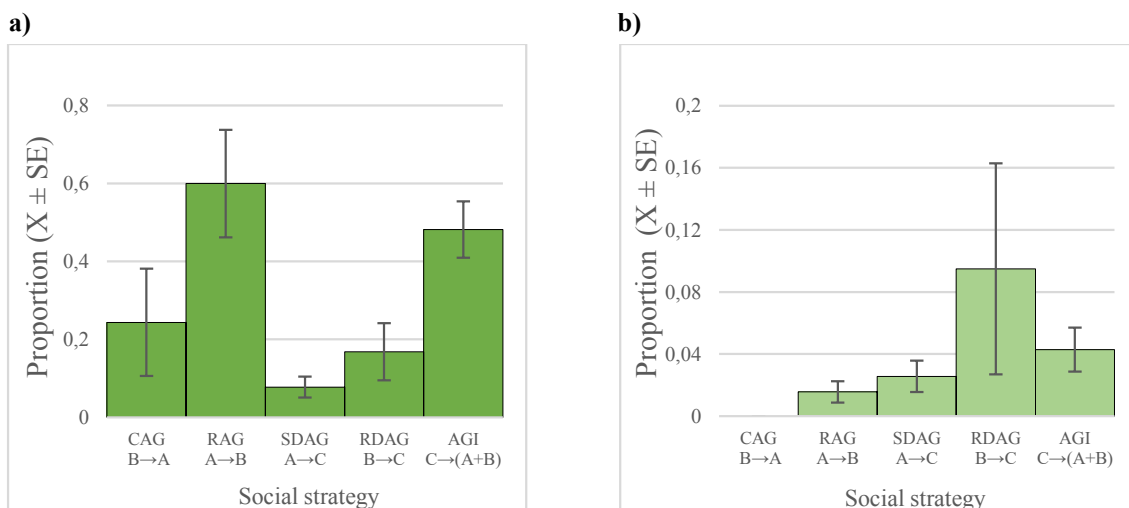 a)
Proportion (X ± SE)
0,8
0,6
0,4
0,2
0
CAG RAG SDAG RDAG AGI
B→A A→B A→C B→C C→(A+B)
Social strategy
b)
Proportion (X ± SE)
0,2
0,16
0,12
0,08
0,04
0
CAG RAG SDAG RDAG AGI
B→A A→B A→C B→C C→(A+B)
Social strategy